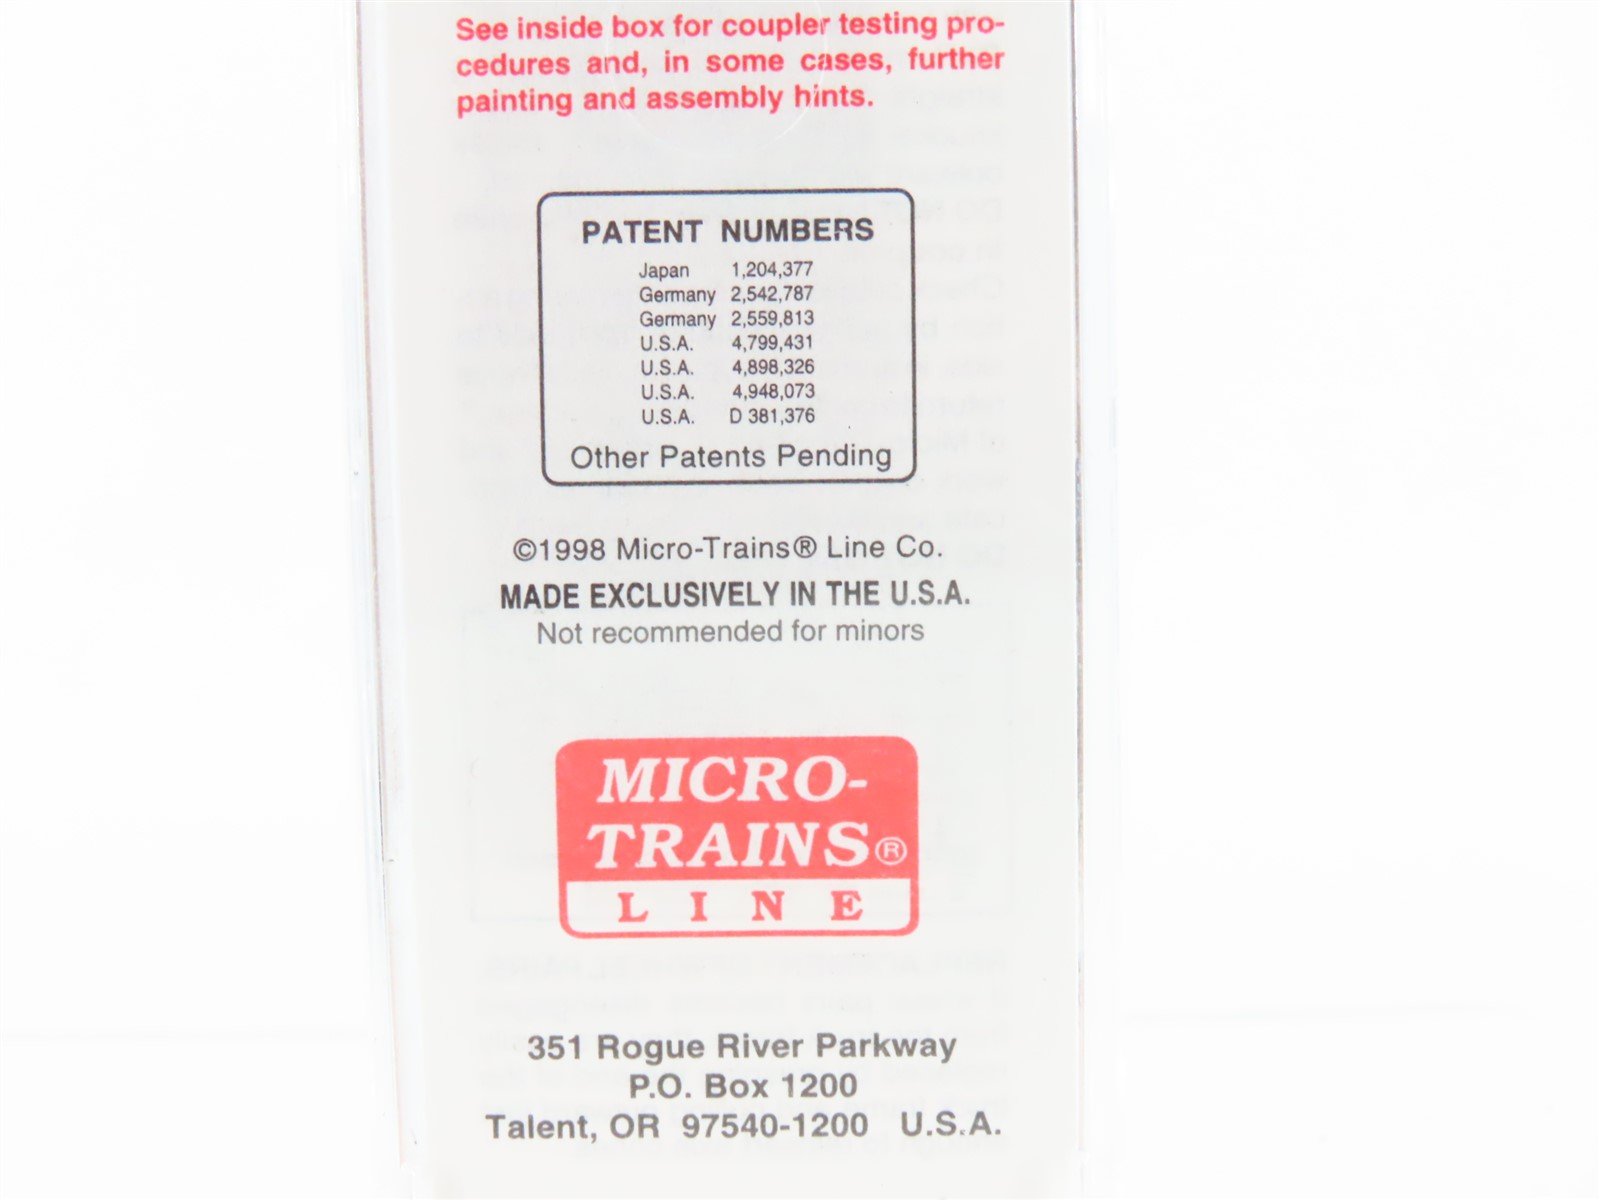 See inside box for coupler testing pro-
cedures and, in some cases, further
painting and assembly hints.
PATENT NUMBERS
Japan 1,204,377
Germany 2,542,787
Germany 2,559,813
U.S.A. 4,799,431
U.S.A. 4,898,326
U.S.A. 4,948,073
U.S.A. D 381,376
Other Patents Pending
©1998 Micro-Trains® Line Co.
MADE EXCLUSIVELY IN THE U.S.A.
Not recommended for minors
MICRO-
TRAINS®
LINE
351 Rogue River Parkway
P.O. Box 1200
Talent, OR 97540-1200 U.S.A.